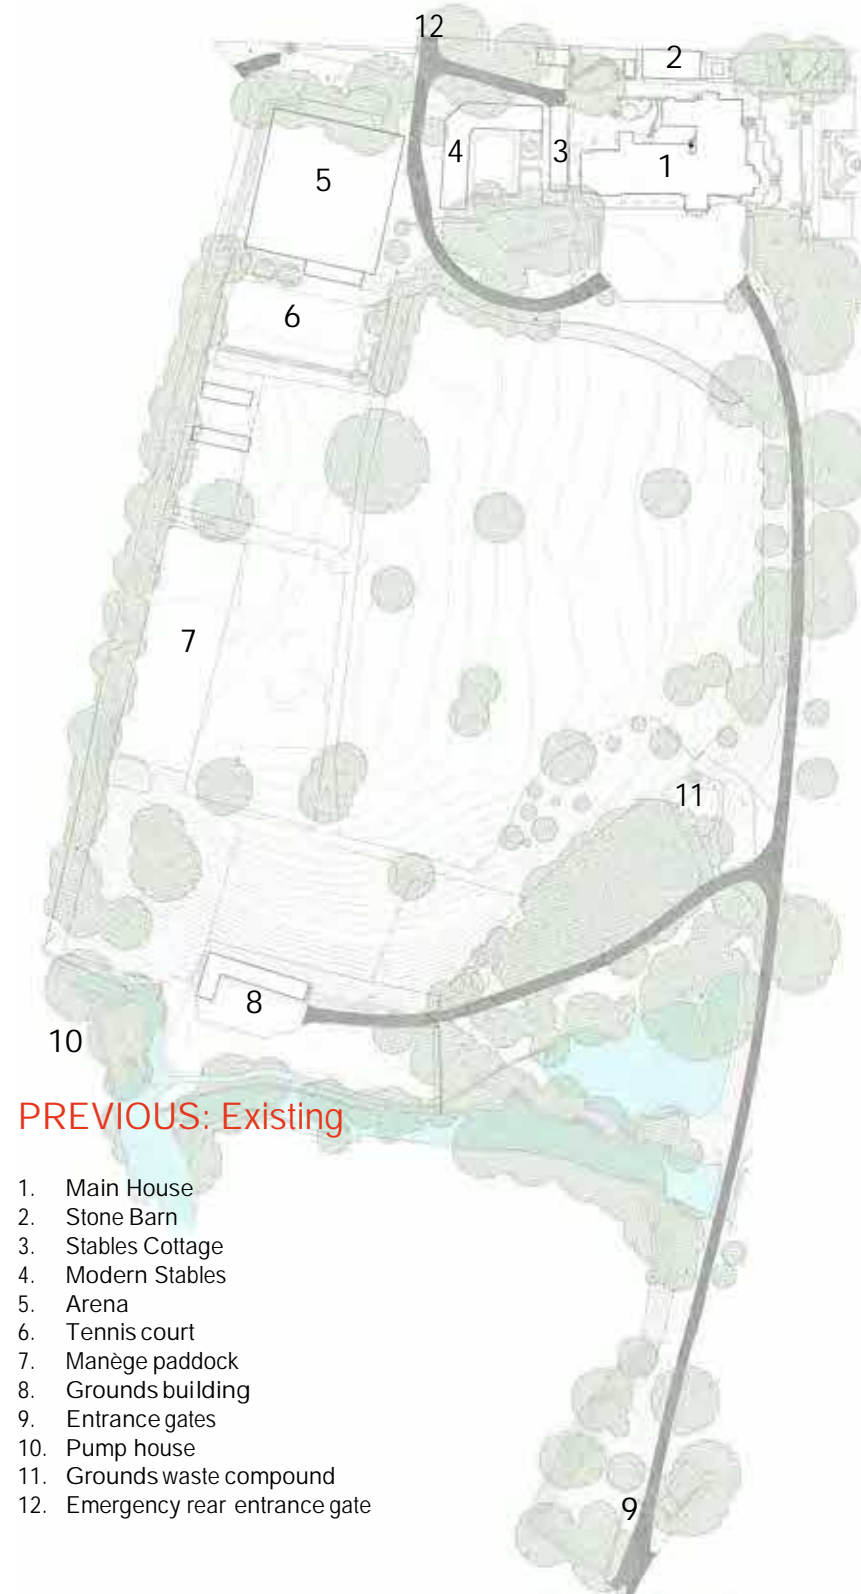 12
2
4
3
1
5
6
7
11
8
10
PREVIOUS: Existing
1. Main House
2. Stone Barn
3. Stables Cottage
4. Modern Stables
5. Arena
6. Tennis court
7. Manège paddock
8. Grounds building
9. Entrance gates
10. Pump house
11. Grounds waste compound
12. Emergency rear entrance gate
9